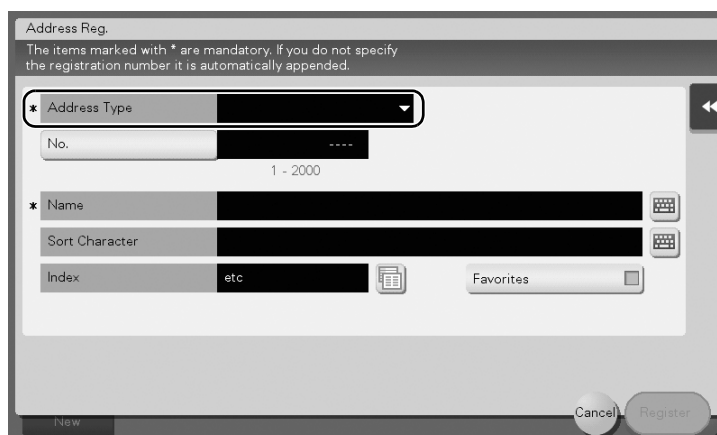 Address Reg.
The items marked with * are mandatory. If you do not specify
the registration number it is automatically appended.
* Address Type
No. ----
1 - 2000
* Name
Sort Character
Index etc Favorites
Cancel Register
New